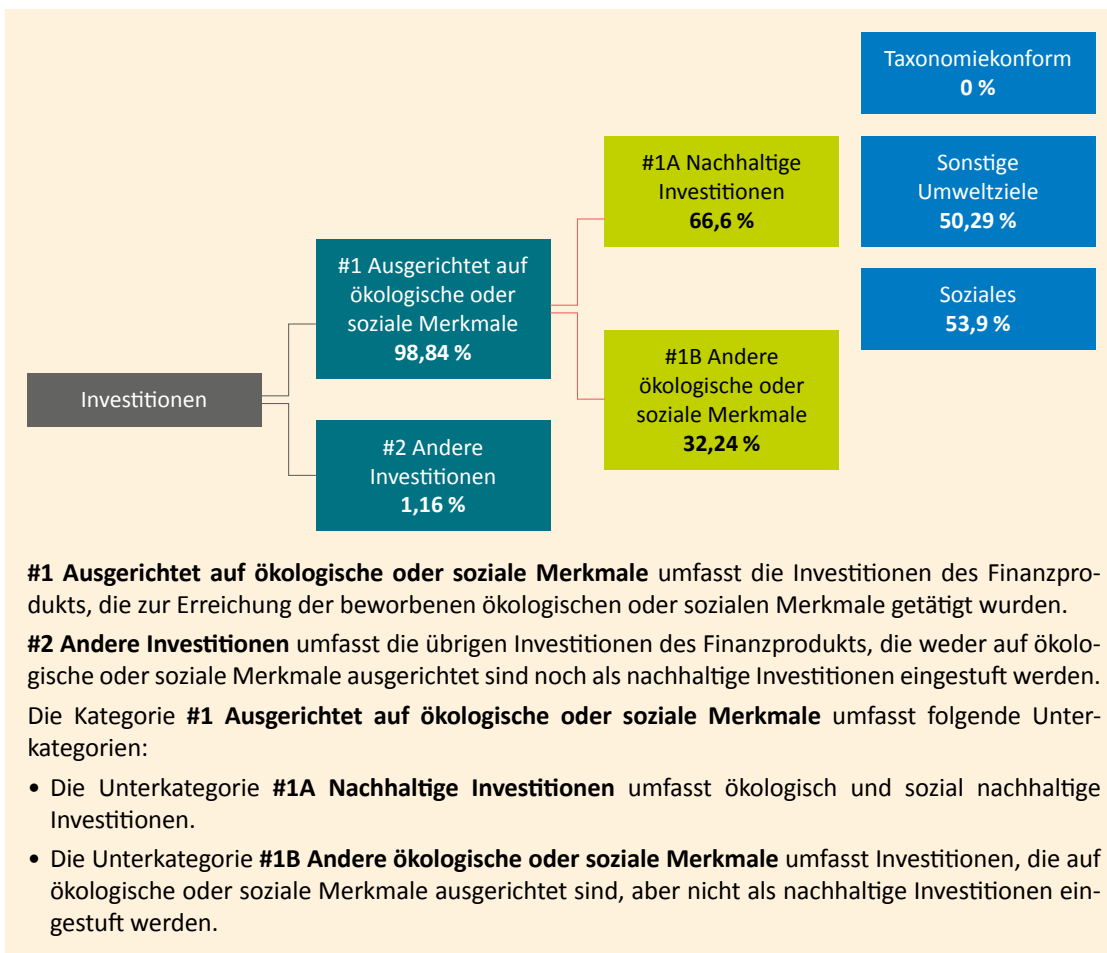 Taxonomiekonform
0 %
#1A Nachhaltige
Investitionen
66,6 %
Sonstige
Umweltziele
50,29 %
#1 Ausgerichtet auf
ökologische oder
soziale Merkmale
98,84 %
Soziales
53,9 %
#1B Andere
ökologische oder
soziale Merkmale
32,24 %
Investitionen
#2 Andere
Investitionen
1,16 %
#1 Ausgerichtet auf ökologische oder soziale Merkmale umfasst die Investitionen des Finanzpro-
dukts, die zur Erreichung der beworbenen ökologischen oder sozialen Merkmale getätigt wurden.
#2 Andere Investitionen umfasst die übrigen Investitionen des Finanzprodukts, die weder auf ökolo-
gische oder soziale Merkmale ausgerichtet sind noch als nachhaltige Investitionen eingestuft werden.
Die Kategorie #1 Ausgerichtet auf ökologische oder soziale Merkmale umfasst folgende Unter-
kategorien:
• Die Unterkategorie #1A Nachhaltige Investitionen umfasst ökologisch und sozial nachhaltige
Investitionen.
• Die Unterkategorie #1B Andere ökologische oder soziale Merkmale umfasst Investitionen, die auf
ökologische oder soziale Merkmale ausgerichtet sind, aber nicht als nachhaltige Investitionen ein-
gestuft werden.